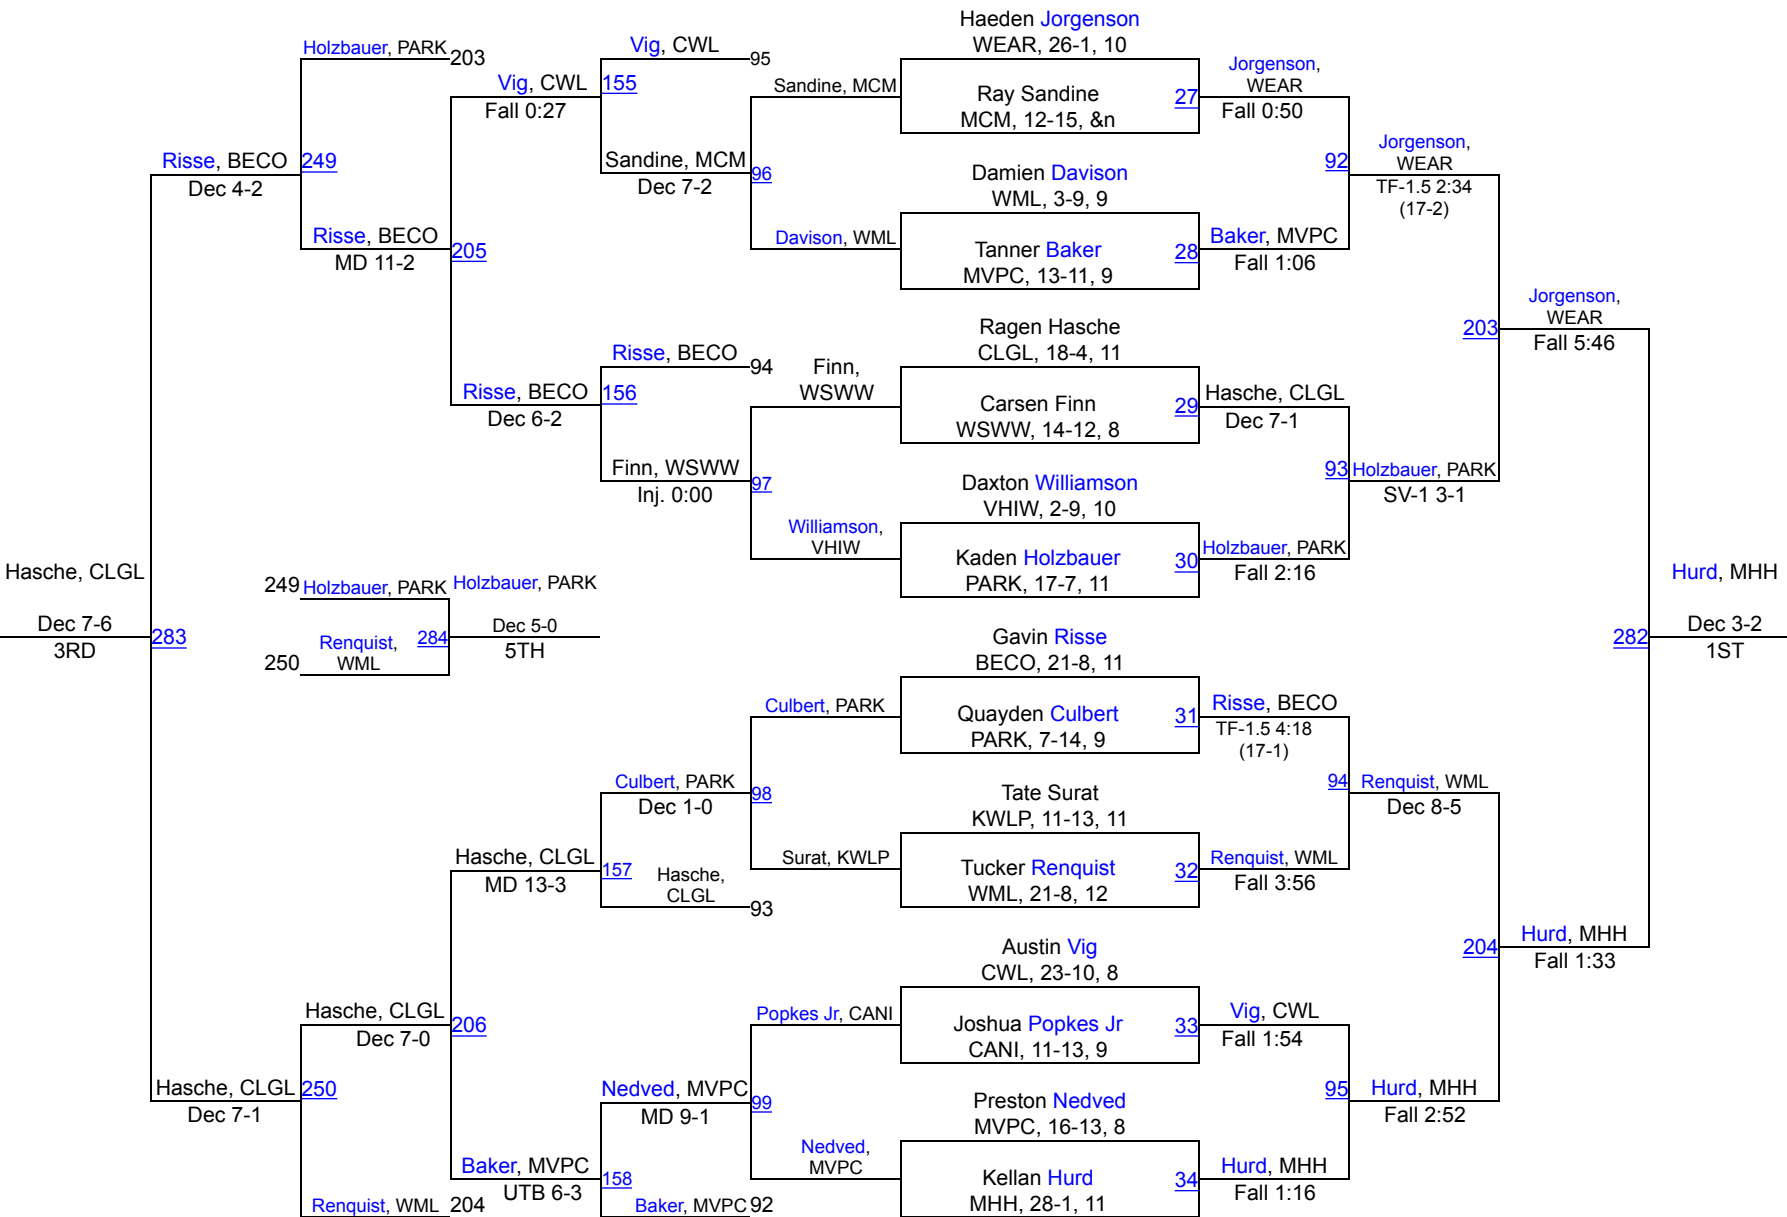 Haeden Jorgenson
WEAR, 26-1, 10
Ray Sandine
MCM, 12-15, &n
27
Damien Davison
WML, 3-9, 9
Tanner Baker
MVPC, 13-11, 9
28
Ragen Hasche
CLGL, 18-4, 11
Carsen Finn
WSWW, 14-12, 8
29
Daxton Williamson
VHIW, 2-9, 10
Kaden Holzbauer
PARK, 17-7, 11
30
Gavin Risse
BECO, 21-8, 11
Quayden Culbert
PARK, 7-14, 9
31
Tate Surat
KWLP, 11-13, 11
Tucker Renquist
WML, 21-8, 12
32
Austin Vig
CWL, 23-10, 8
Joshua Popkes Jr
CANI, 11-13, 9
33
Preston Nedved
MVPC, 16-13, 8
Kellan Hurd
MHH, 28-1, 11
34
Jorgenson,
WEAR
Fall 0:50
92
Baker, MVPC
Fall 1:06
Hasche, CLGL
Dec 7-1
93
Holzbauer, PARK
Fall 2:16
Risse, BECO
TF-1.5 4:18
(17-1)
94
Renquist, WML
Fall 3:56
Vig, CWL
Fall 1:54
95
Hurd, MHH
Fall 1:16
Jorgenson,
WEAR
TF-1.5 2:34
(17-2)
203
Holzbauer, PARK
SV-1 3-1
Renquist, WML
Dec 8-5
204
Hurd, MHH
Fall 2:52
Jorgenson,
WEAR
Fall 5:46
282
Hurd, MHH
Fall 1:33
Hurd, MHH
Dec 3-2
1ST
Sandine, MCM
96
Davison, WML
Finn,
WSWW
97
Williamson,
VHIW
Culbert, PARK
98
Surat, KWLP
Popkes Jr, CANI
99
Nedved,
MVPC
Vig, CWL
95
155
Sandine, MCM
Dec 7-2
Risse, BECO
94
156
Finn, WSWW
Inj. 0:00
Culbert, PARK
Dec 1-0
157
Hasche,
CLGL
93
Nedved, MVPC
MD 9-1
158
Baker, MVPC
92
Vig, CWL
Fall 0:27
205
Risse, BECO
Dec 6-2
Hasche, CLGL
MD 13-3
206
Baker, MVPC
UTB 6-3
Holzbauer, PARK
203
249
Risse, BECO
MD 11-2
Hasche, CLGL
Dec 7-0
250
Renquist, WML
204
Risse, BECO
Dec 4-2
283
Hasche, CLGL
Dec 7-1
Hasche, CLGL
Dec 7-6
3RD
249
Holzbauer, PARK
Renquist,
WML
250
284
Holzbauer, PARK
Dec 5-0
5TH